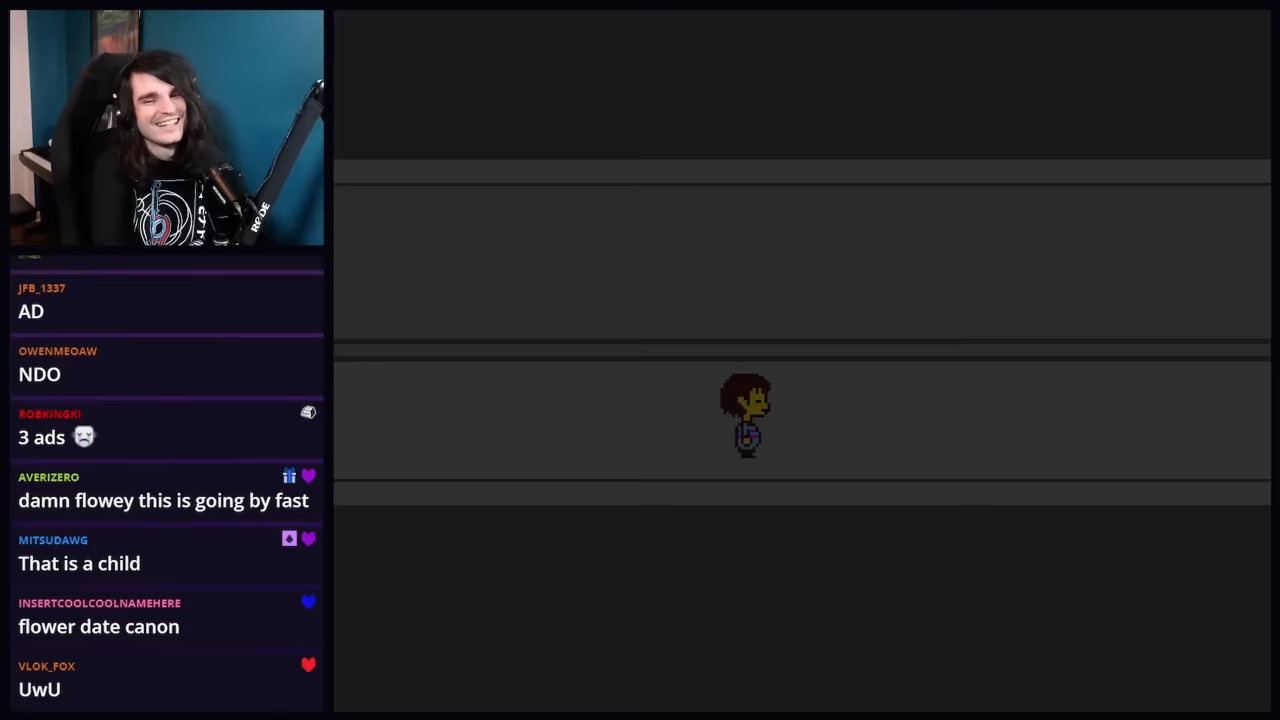 RØDE
JFB_1337
AD
OWENMEOAW
NDO
ROBKINGKI
3 ads
AVERIZERO
damn flowey this is going by fast
MITSUDAWG
That is a child
INSERTCOOLCOOLNAMEHERE
flower date canon
VLOK_FOX
UwU